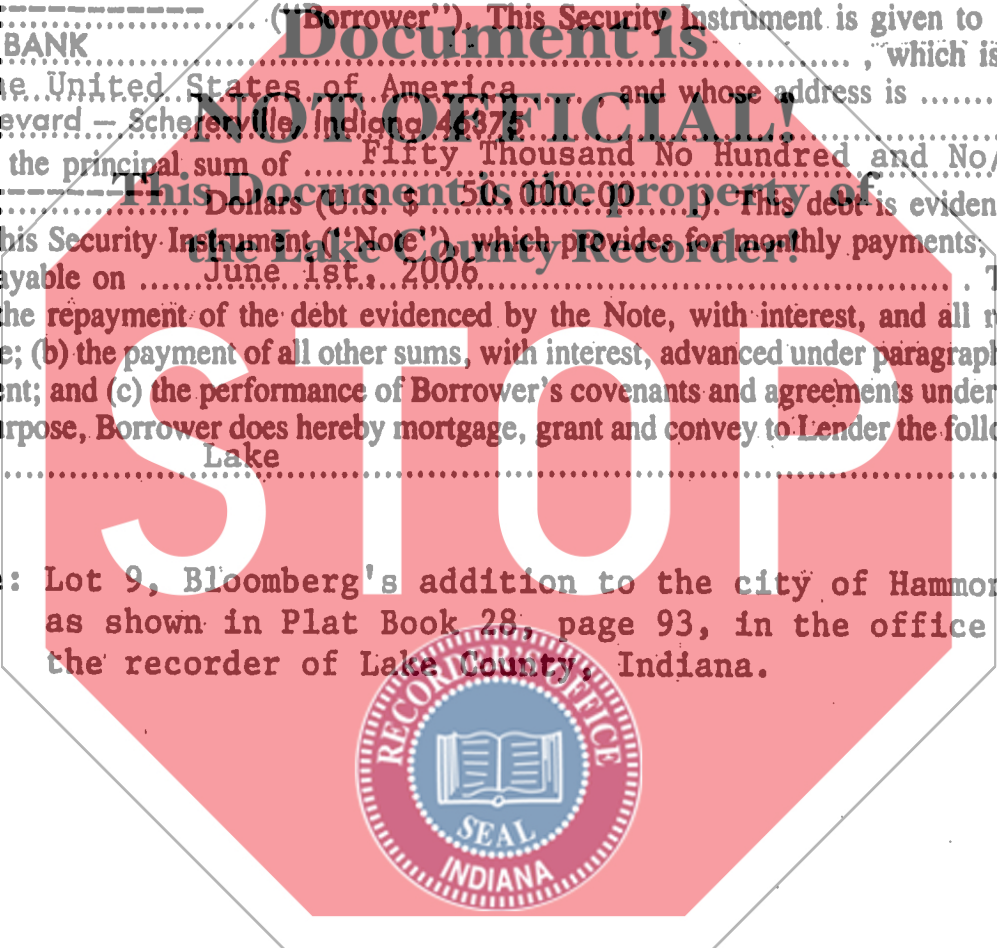 ("Borrower"). This Security Instrument is given to
BANK , which is
United States of America and whose address is
evard — Schererville, Indiana 46375
the principal sum of Fifty Thousand No Hundred and No/
Dollars (U.S. $ 50,000.00 ). This debt is eviden
his Security Instrument ("Note"), which provides for monthly payments,
ayable on June 1st, 2006
the repayment of the debt evidenced by the Note, with interest, and all
e; (b) the payment of all other sums, with interest, advanced under paragraph
ent; and (c) the performance of Borrower's covenants and agreements under
rpose, Borrower does hereby mortgage, grant and convey to Lender the follo
Lake
: Lot 9, Bloomberg's addition to the city of Hammon
as shown in Plat Book 28, page 93, in the office
the recorder of Lake County, Indiana.
Document is
NOT OFFICIAL!
This Document is the property of
the Lake County Recorder!
STOP
RECORDER'S OFFICE
SEAL
INDIANA